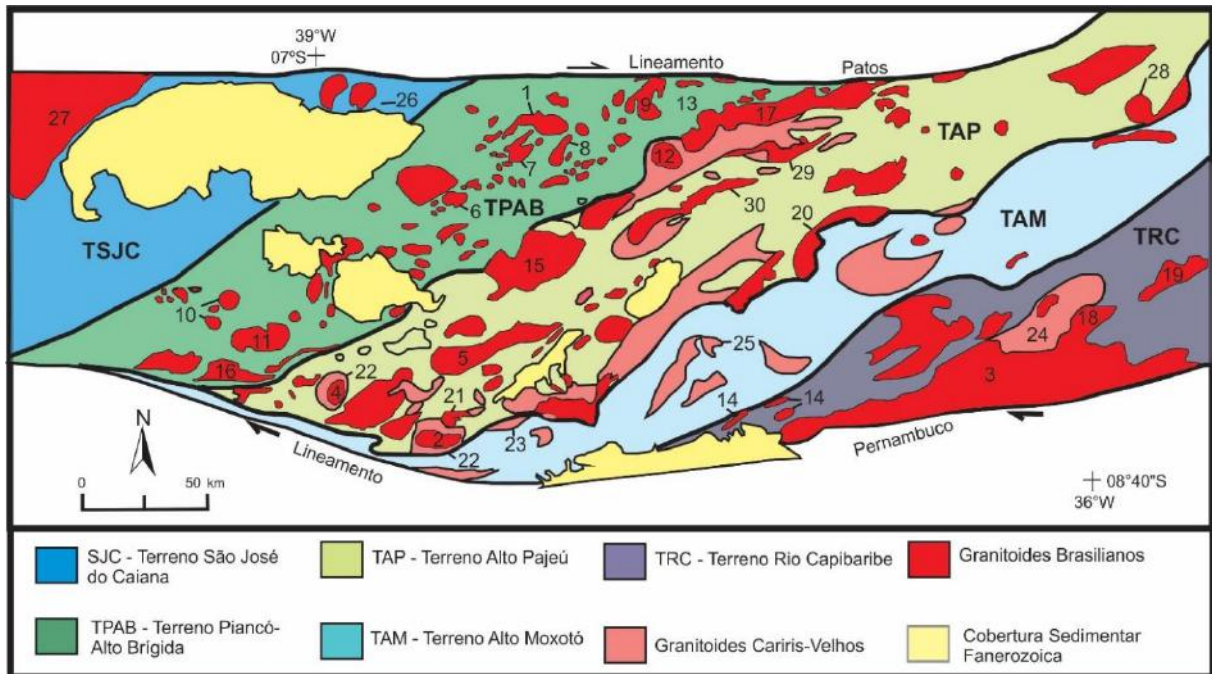 39°W
07°S
Lineamento
Patos
1
9
13
28
26
27
17
8
TAP
7
12
29
6
TPAB
30
20
TAM
TSJC
15
TRC
19
10
24
18
11
25
5
3
16
22
4
21
14
14
N
2
23
Pernambuco
Lineamento
22
0
50 km
08°40"S
36°W
SJC - Terreno São José
do Caiana
TAP - Terreno Alto Pajeú
TRC - Terreno Rio Capibaribe
Granitoides Brasilianos
TPAB - Terreno Piancó-
Alto Brígida
TAM - Terreno Alto Moxotó
Granitoides Cariris-Velhos
Cobertura Sedimentar
Fanerozoica